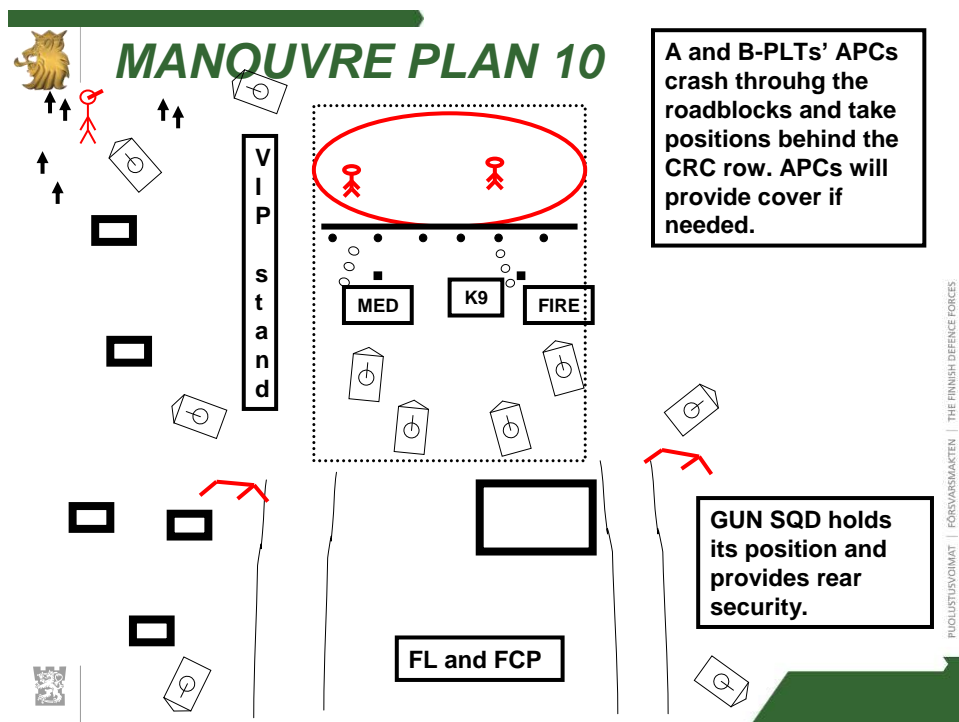 MANOUVRE PLAN 10
A and B-PLTs’ APCs
crash throuhg the
roadblocks and take
positions behind the
CRC row. APCs will
provide cover if
needed.
VIP stand
MED
K9
FIRE
GUN SQD holds
its position and
provides rear
security.
FL and FCP
PUOLUSTUSVOIMAT | FÖRSVARSMAKTEN | THE FINNISH DEFENCE FORCES